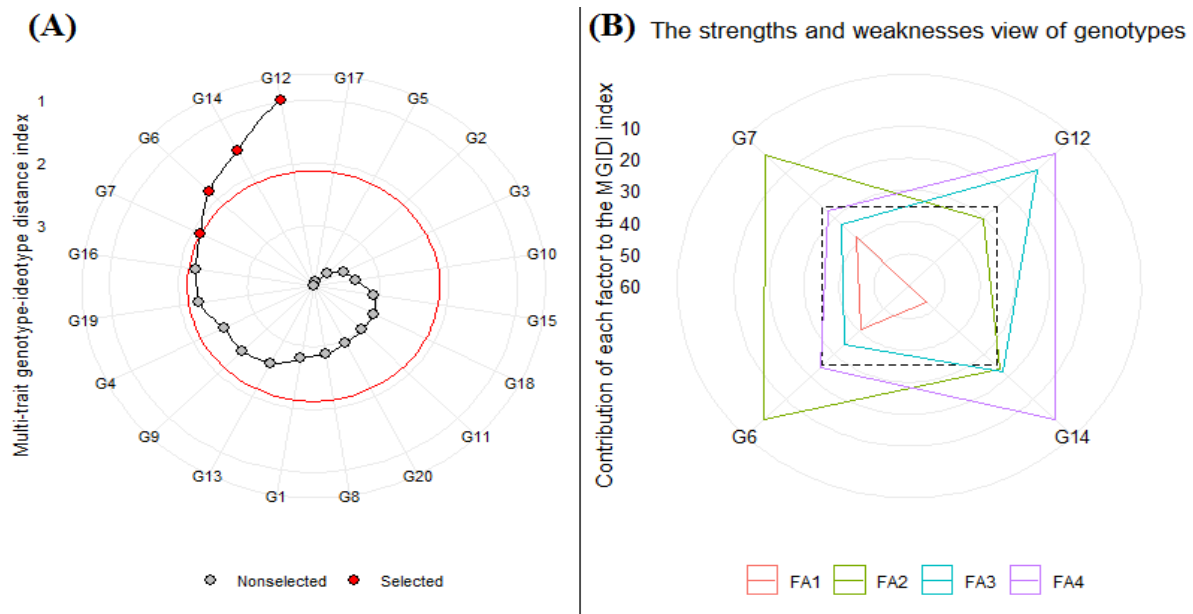 (A)
Multi-trait genotype-ideotype distance index
1
2
3
G12
G17
G5
G2
G3
G10
G15
G18
G11
G20
G8
G1
G13
G9
G4
G19
G16
G7
G6
G14
Nonselected
Selected
(B) The strengths and weaknesses view of genotypes
Contribution of each factor to the MGIDI index
10
20
30
40
50
60
G7
G12
G6
G14
FA1
FA2
FA3
FA4